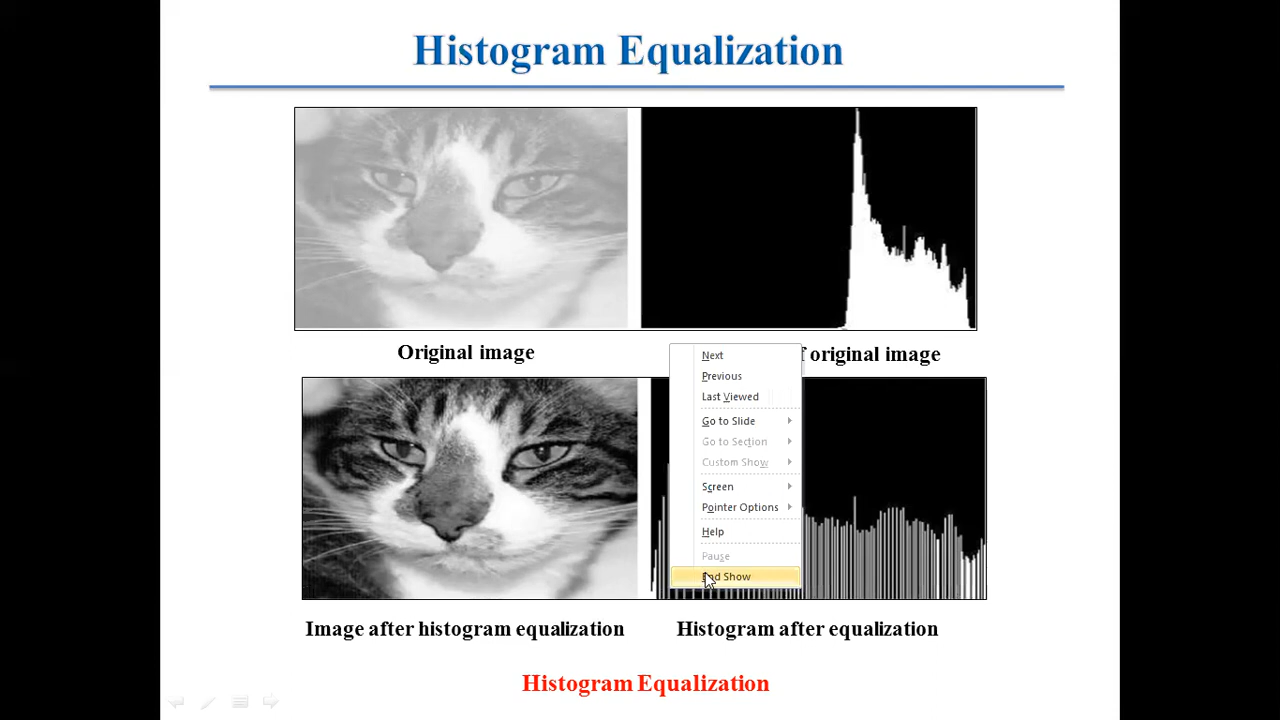 Histogram Equalization
Original image
f original image
Next
Previous
Last Viewed
Go to Slide
Go to Section
Custom Show
Screen
Pointer Options
Help
Pause
End Show
Image after histogram equalization
Histogram after equalization
Histogram Equalization